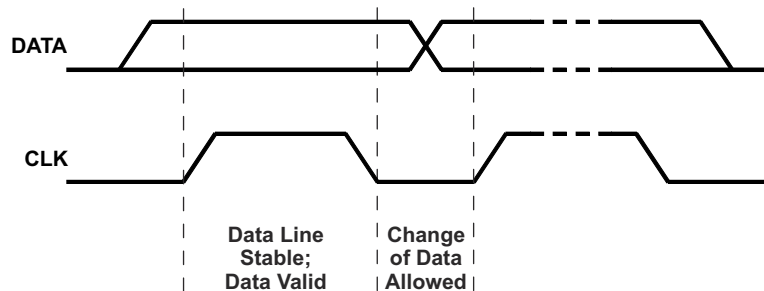 DATA
CLK
Data Line
Stable;
Data Valid
Change
of Data
Allowed